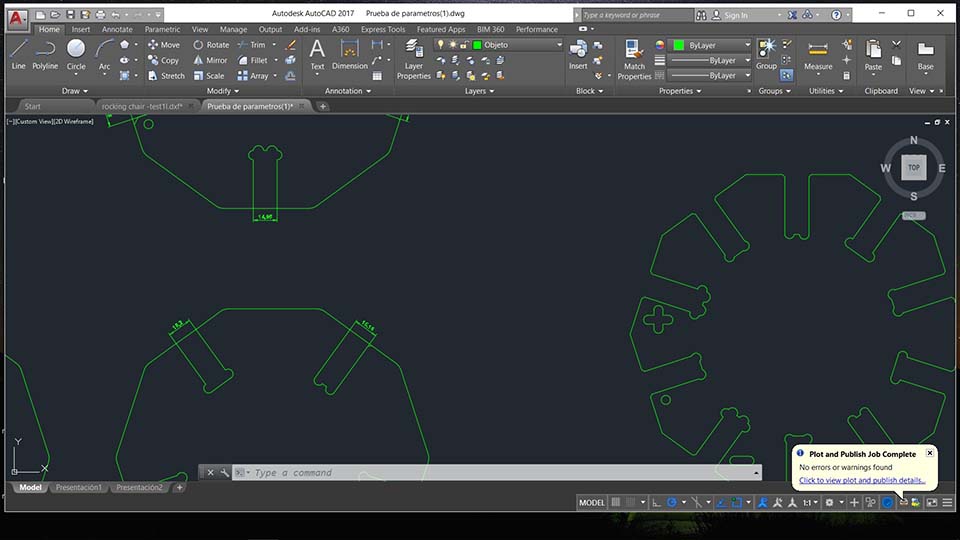 Autodesk AutoCAD 2017 Prueba de parametros(1).dwg Type a keyword or phrase Sign In
Home Insert Annotate Parametric View Manage Output Add-ins A360 Express Tools Featured Apps BIM 360 Performance
Line Polyline Circle Arc
Move Rotate Trim
Copy Mirror Fillet
Stretch Scale Array
Text Dimension
Layer Properties
Objeto
Insert
Match Properties
ByLayer
ByLayer
ByLayer
Group Measure Paste Base
Draw Modify Annotation Layers Block Properties Groups Utilities Clipboard View
Start rocking chair -test1l.dxf* Prueba de parametros(1)*
[−][Custom View][2D Wireframe]
N
W TOP E
S
WCS
14,95
15,15
Y
X
Type a command
Plot and Publish Job Complete
No errors or warnings found
Click to view plot and publish details...
Model Presentación1 Presentación2
MODEL 1:1